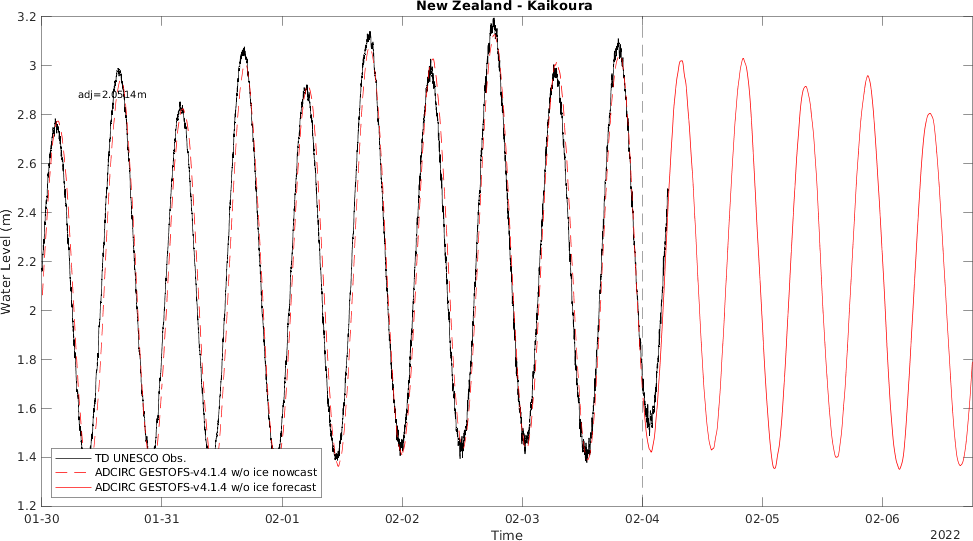 New Zealand - Kaikoura
3.2
3
2.8
2.6
2.4
2.2
2
1.8
1.6
1.4
1.2
Water Level (m)
adj=2.0514m
TD UNESCO Obs.
ADCIRC GESTOFS-v4.1.4 w/o ice nowcast
ADCIRC GESTOFS-v4.1.4 w/o ice forecast
01-30 01-31 02-01 02-02 02-03 02-04 02-05 02-06
Time
2022